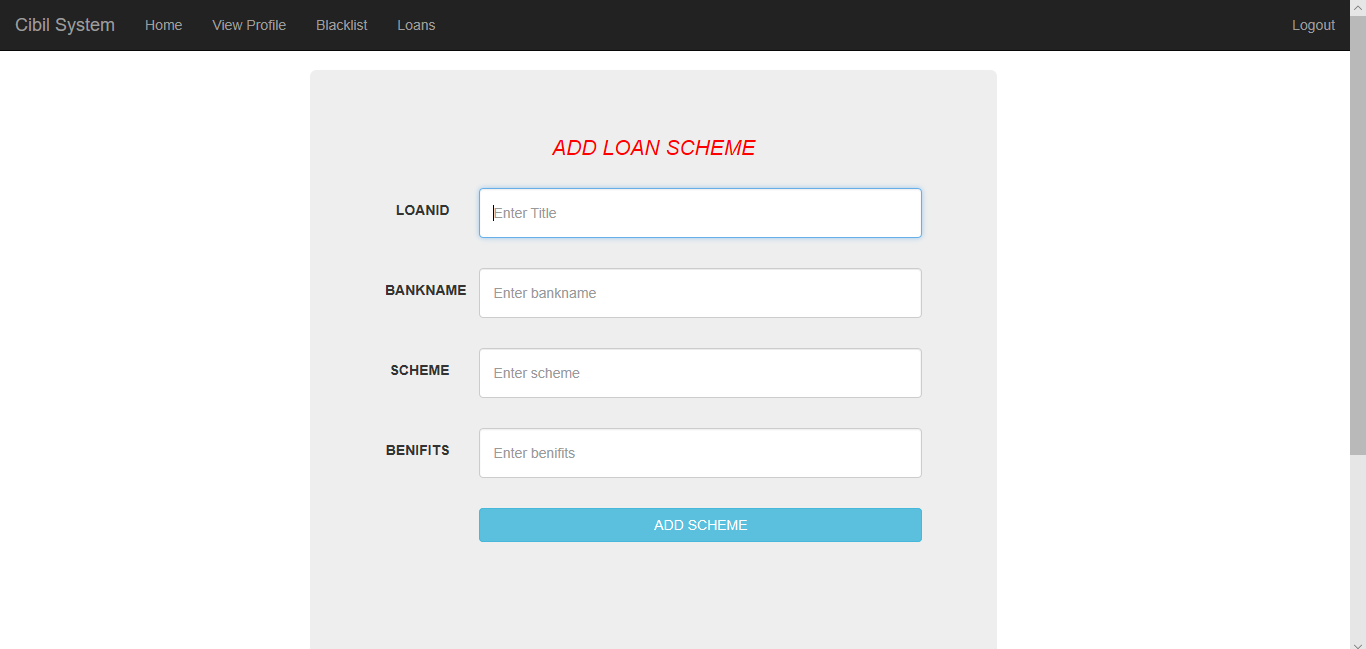 Cibil System Home View Profile Blacklist Loans Logout
ADD LOAN SCHEME
LOANID Enter Title
BANKNAME Enter bankname
SCHEME Enter scheme
BENIFITS Enter benifits
ADD SCHEME